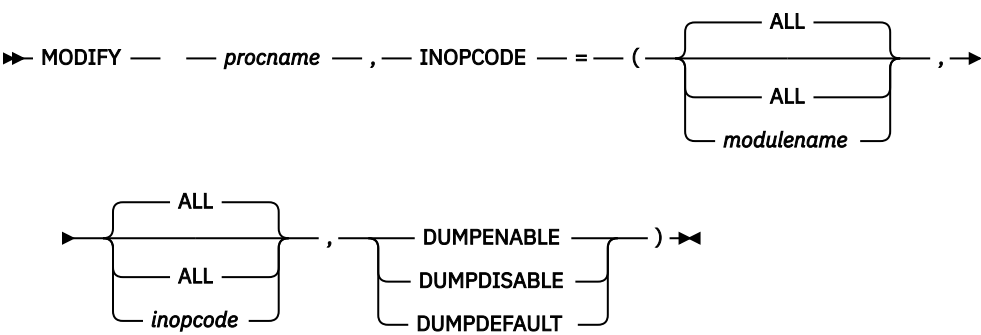 ALL
MODIFY procname , INOPCODE = ( ,
ALL
modulename
ALL
, DUMPENABLE )
ALL DUMPDISABLE
inopcode DUMPDEFAULT